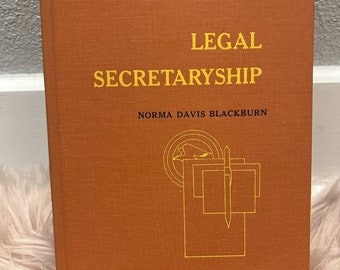 LEGAL
SECRETARYSHIP
NORMA DAVIS BLACKBURN